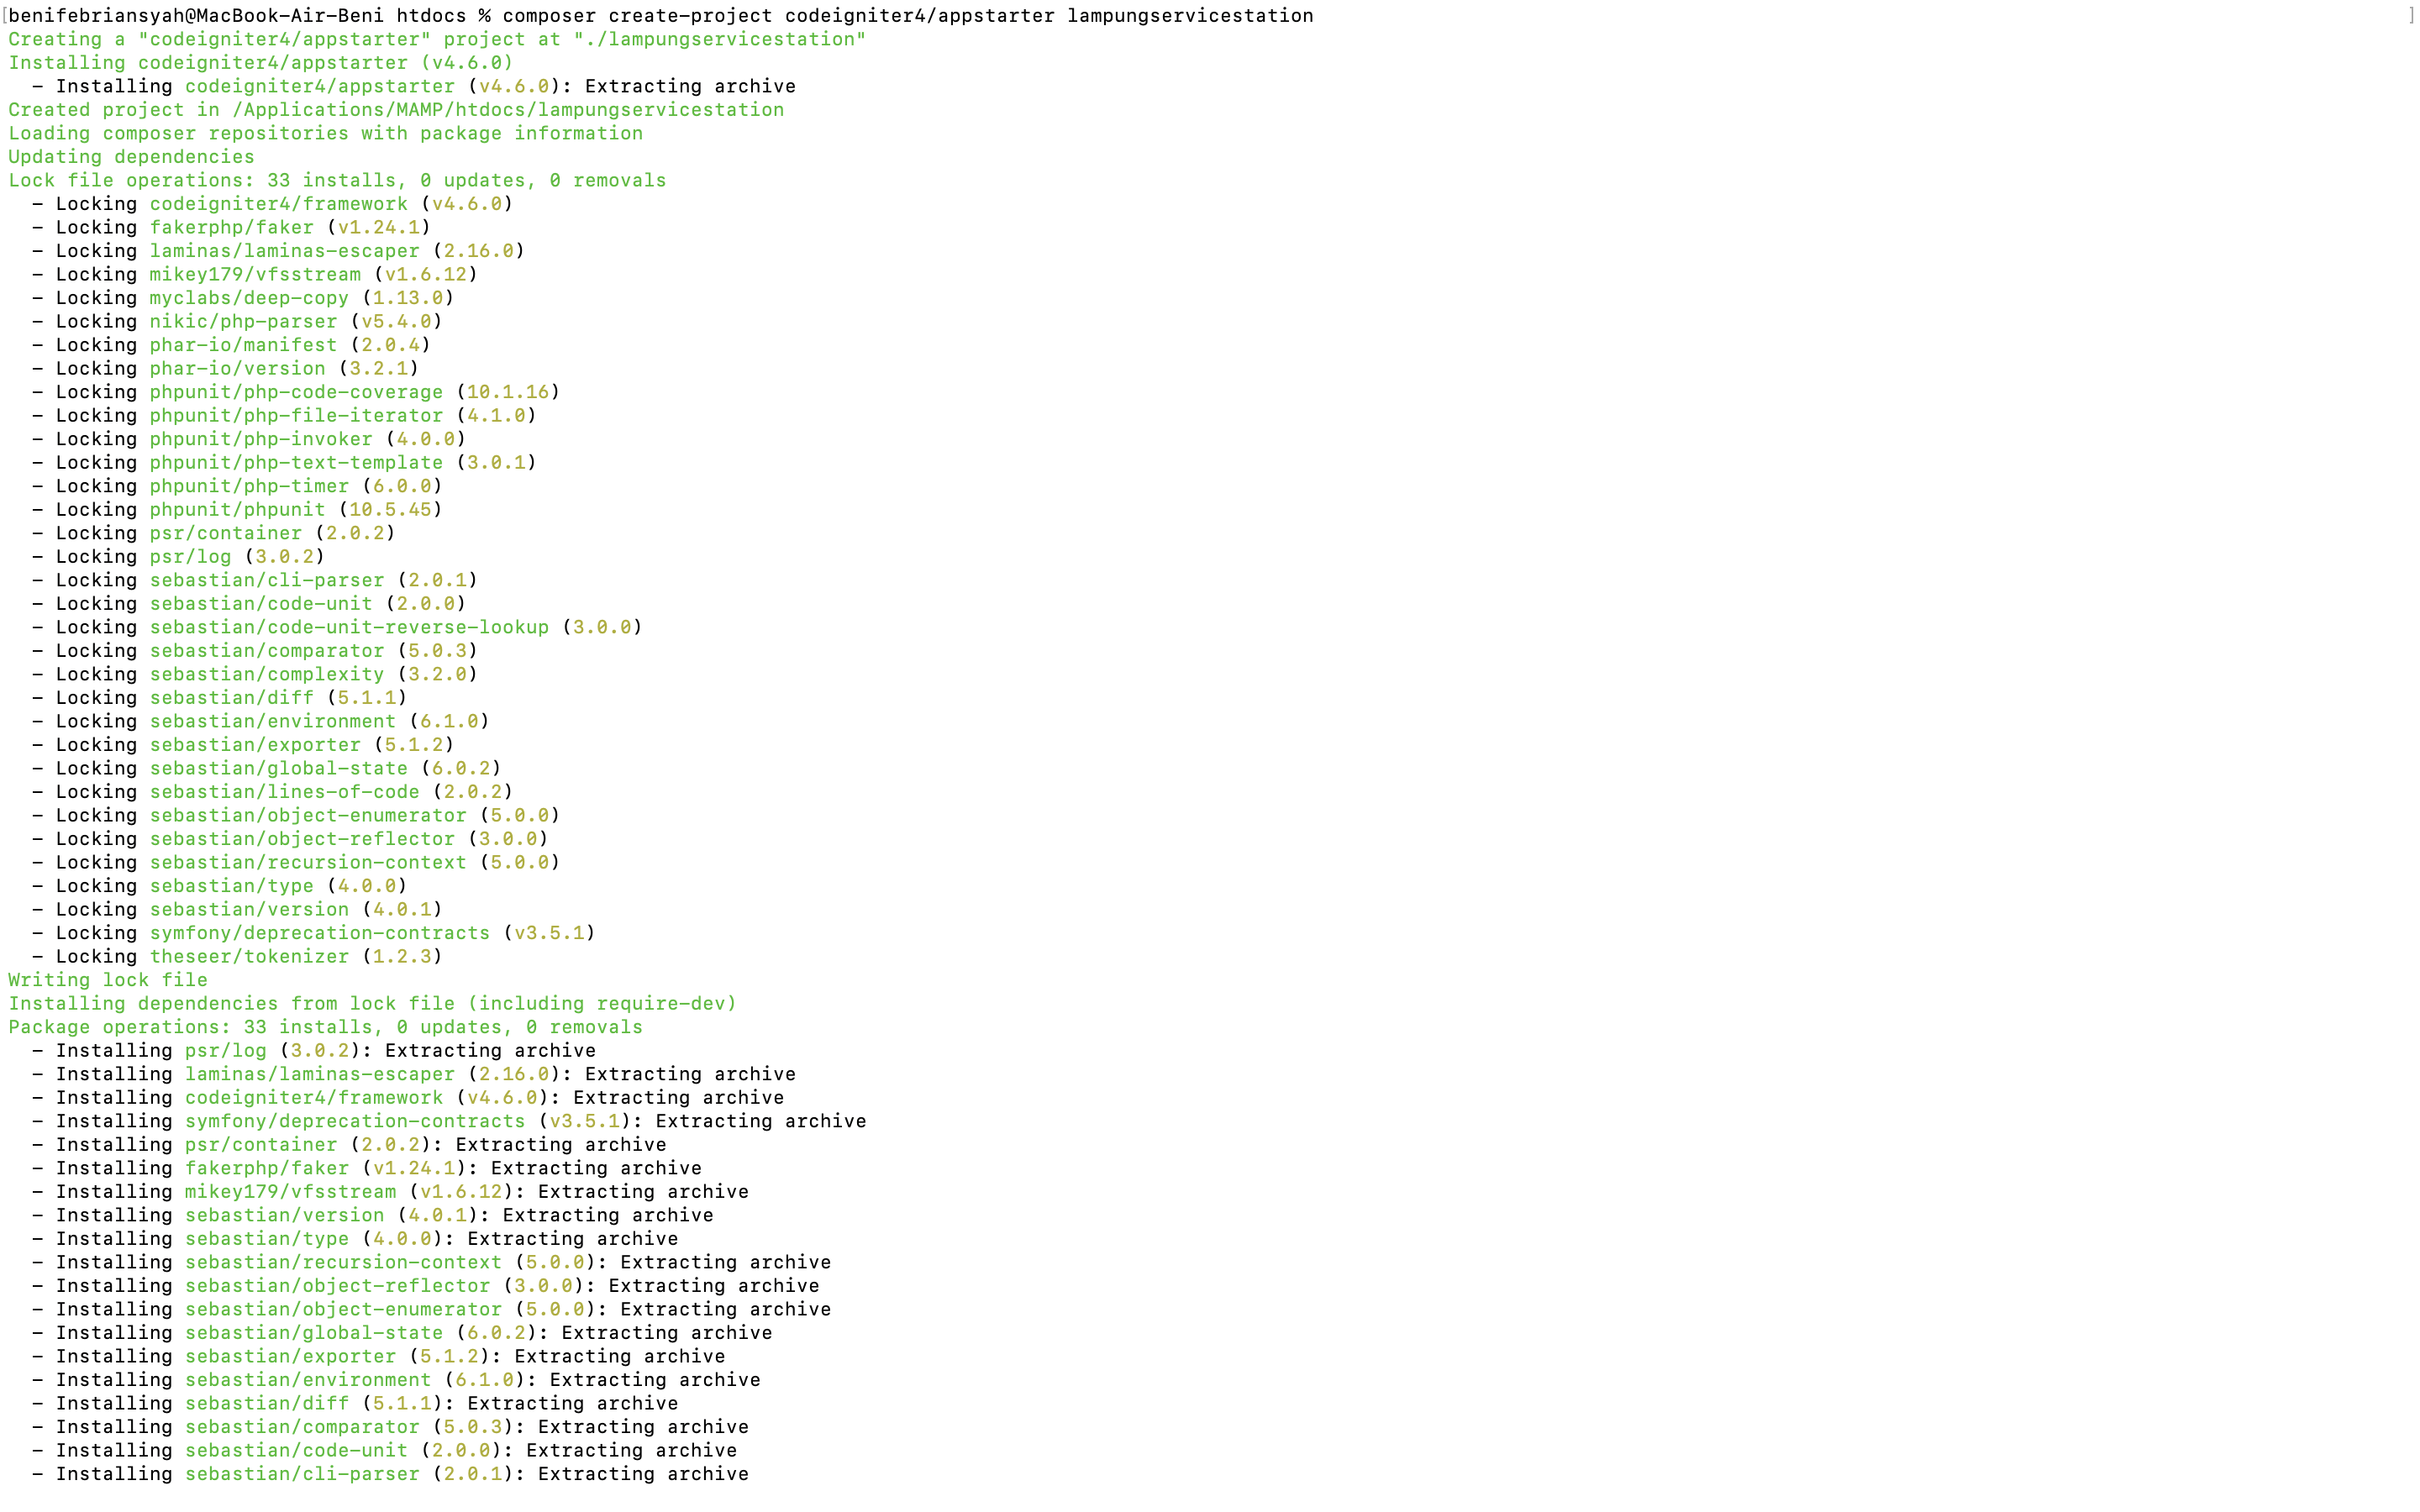 [benifebriansyah@MacBook-Air-Beni htdocs % composer create-project codeigniter4/appstarter lampungservicestation ]
Creating a "codeigniter4/appstarter" project at "./lampungservicestation"
Installing codeigniter4/appstarter (v4.6.0)
  - Installing codeigniter4/appstarter (v4.6.0): Extracting archive
Created project in /Applications/MAMP/htdocs/lampungservicestation
Loading composer repositories with package information
Updating dependencies
Lock file operations: 33 installs, 0 updates, 0 removals
  - Locking codeigniter4/framework (v4.6.0)
  - Locking fakerphp/faker (v1.24.1)
  - Locking laminas/laminas-escaper (2.16.0)
  - Locking mikey179/vfsstream (v1.6.12)
  - Locking myclabs/deep-copy (1.13.0)
  - Locking nikic/php-parser (v5.4.0)
  - Locking phar-io/manifest (2.0.4)
  - Locking phar-io/version (3.2.1)
  - Locking phpunit/php-code-coverage (10.1.16)
  - Locking phpunit/php-file-iterator (4.1.0)
  - Locking phpunit/php-invoker (4.0.0)
  - Locking phpunit/php-text-template (3.0.1)
  - Locking phpunit/php-timer (6.0.0)
  - Locking phpunit/phpunit (10.5.45)
  - Locking psr/container (2.0.2)
  - Locking psr/log (3.0.2)
  - Locking sebastian/cli-parser (2.0.1)
  - Locking sebastian/code-unit (2.0.0)
  - Locking sebastian/code-unit-reverse-lookup (3.0.0)
  - Locking sebastian/comparator (5.0.3)
  - Locking sebastian/complexity (3.2.0)
  - Locking sebastian/diff (5.1.1)
  - Locking sebastian/environment (6.1.0)
  - Locking sebastian/exporter (5.1.2)
  - Locking sebastian/global-state (6.0.2)
  - Locking sebastian/lines-of-code (2.0.2)
  - Locking sebastian/object-enumerator (5.0.0)
  - Locking sebastian/object-reflector (3.0.0)
  - Locking sebastian/recursion-context (5.0.0)
  - Locking sebastian/type (4.0.0)
  - Locking sebastian/version (4.0.1)
  - Locking symfony/deprecation-contracts (v3.5.1)
  - Locking theseer/tokenizer (1.2.3)
Writing lock file
Installing dependencies from lock file (including require-dev)
Package operations: 33 installs, 0 updates, 0 removals
  - Installing psr/log (3.0.2): Extracting archive
  - Installing laminas/laminas-escaper (2.16.0): Extracting archive
  - Installing codeigniter4/framework (v4.6.0): Extracting archive
  - Installing symfony/deprecation-contracts (v3.5.1): Extracting archive
  - Installing psr/container (2.0.2): Extracting archive
  - Installing fakerphp/faker (v1.24.1): Extracting archive
  - Installing mikey179/vfsstream (v1.6.12): Extracting archive
  - Installing sebastian/version (4.0.1): Extracting archive
  - Installing sebastian/type (4.0.0): Extracting archive
  - Installing sebastian/recursion-context (5.0.0): Extracting archive
  - Installing sebastian/object-reflector (3.0.0): Extracting archive
  - Installing sebastian/object-enumerator (5.0.0): Extracting archive
  - Installing sebastian/global-state (6.0.2): Extracting archive
  - Installing sebastian/exporter (5.1.2): Extracting archive
  - Installing sebastian/environment (6.1.0): Extracting archive
  - Installing sebastian/diff (5.1.1): Extracting archive
  - Installing sebastian/comparator (5.0.3): Extracting archive
  - Installing sebastian/code-unit (2.0.0): Extracting archive
  - Installing sebastian/cli-parser (2.0.1): Extracting archive